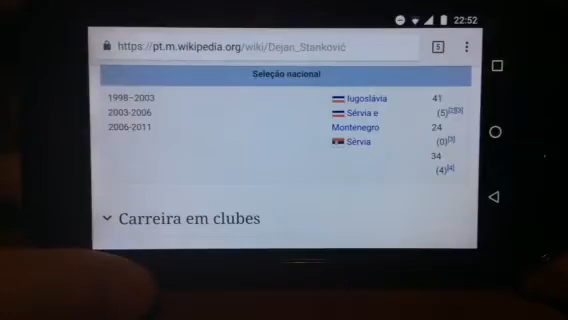 22:52
https://pt.m.wikipedia.org/wiki/Dejan_Stanković
5
Seleção nacional
1998–2003 Iugoslávia 41
2003-2006 Sérvia e (5)[2][3]
2006-2011 Montenegro 24
Sérvia (0)[3]
34
(4)[4]
Carreira em clubes